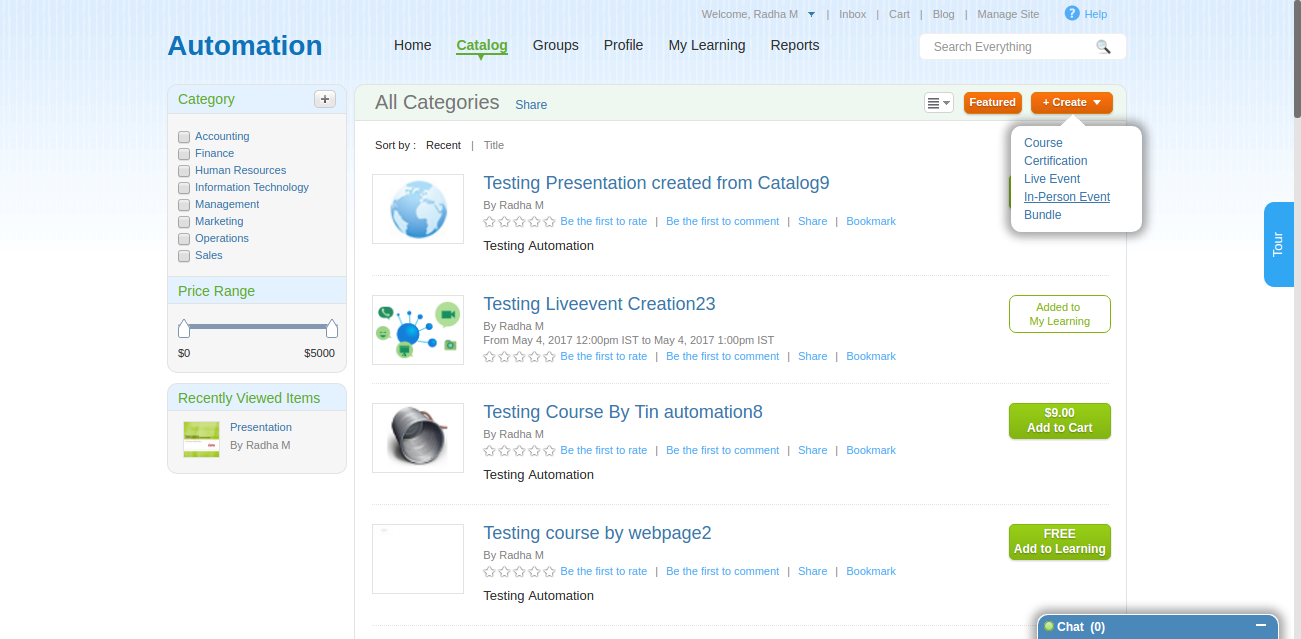 Welcome, Radha M | Inbox | Cart | Blog | Manage Site ? Help
Automation
Home Catalog Groups Profile My Learning Reports
Search Everything
Category +
Accounting
Finance
Human Resources
Information Technology
Management
Marketing
Operations
Sales
Price Range
$0 $5000
Recently Viewed Items
Presentation
By Radha M
All Categories Share
Featured + Create
Course
Certification
Live Event
In-Person Event
Bundle
Sort by : Recent | Title
Testing Presentation created from Catalog9
By Radha M
Be the first to rate | Be the first to comment | Share | Bookmark
Testing Automation
Testing Liveevent Creation23
By Radha M
From May 4, 2017 12:00pm IST to May 4, 2017 1:00pm IST
Be the first to rate | Be the first to comment | Share | Bookmark
Added to
My Learning
Testing Course By Tin automation8
By Radha M
Be the first to rate | Be the first to comment | Share | Bookmark
Testing Automation
$9.00
Add to Cart
Testing course by webpage2
By Radha M
Be the first to rate | Be the first to comment | Share | Bookmark
Testing Automation
FREE
Add to Learning
Tour
Chat (0)